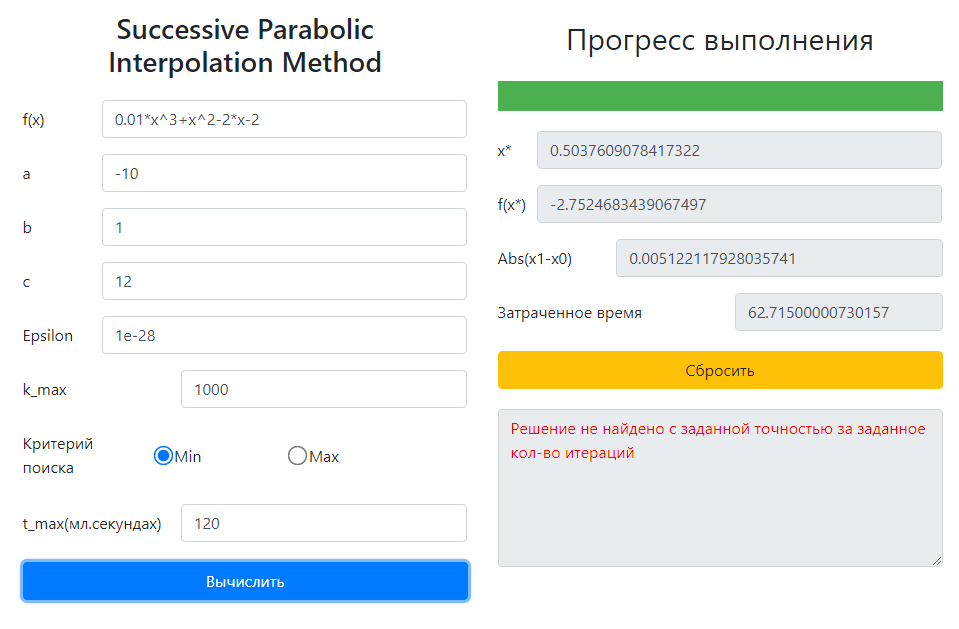 Successive Parabolic
Interpolation Method
f(x)
0.01*x^3+x^2-2*x-2
a
-10
b
1
c
12
Epsilon
1e-28
k_max
1000
Критерий
поиска
Min
Max
t_max(мл.секундах)
120
Вычислить
Прогресс выполнения
x*
0.5037609078417322
f(x*)
-2.7524683439067497
Abs(x1-x0)
0.005122117928035741
Затраченное время
62.71500000730157
Сбросить
Решение не найдено с заданной точностью за заданное
кол-во итераций